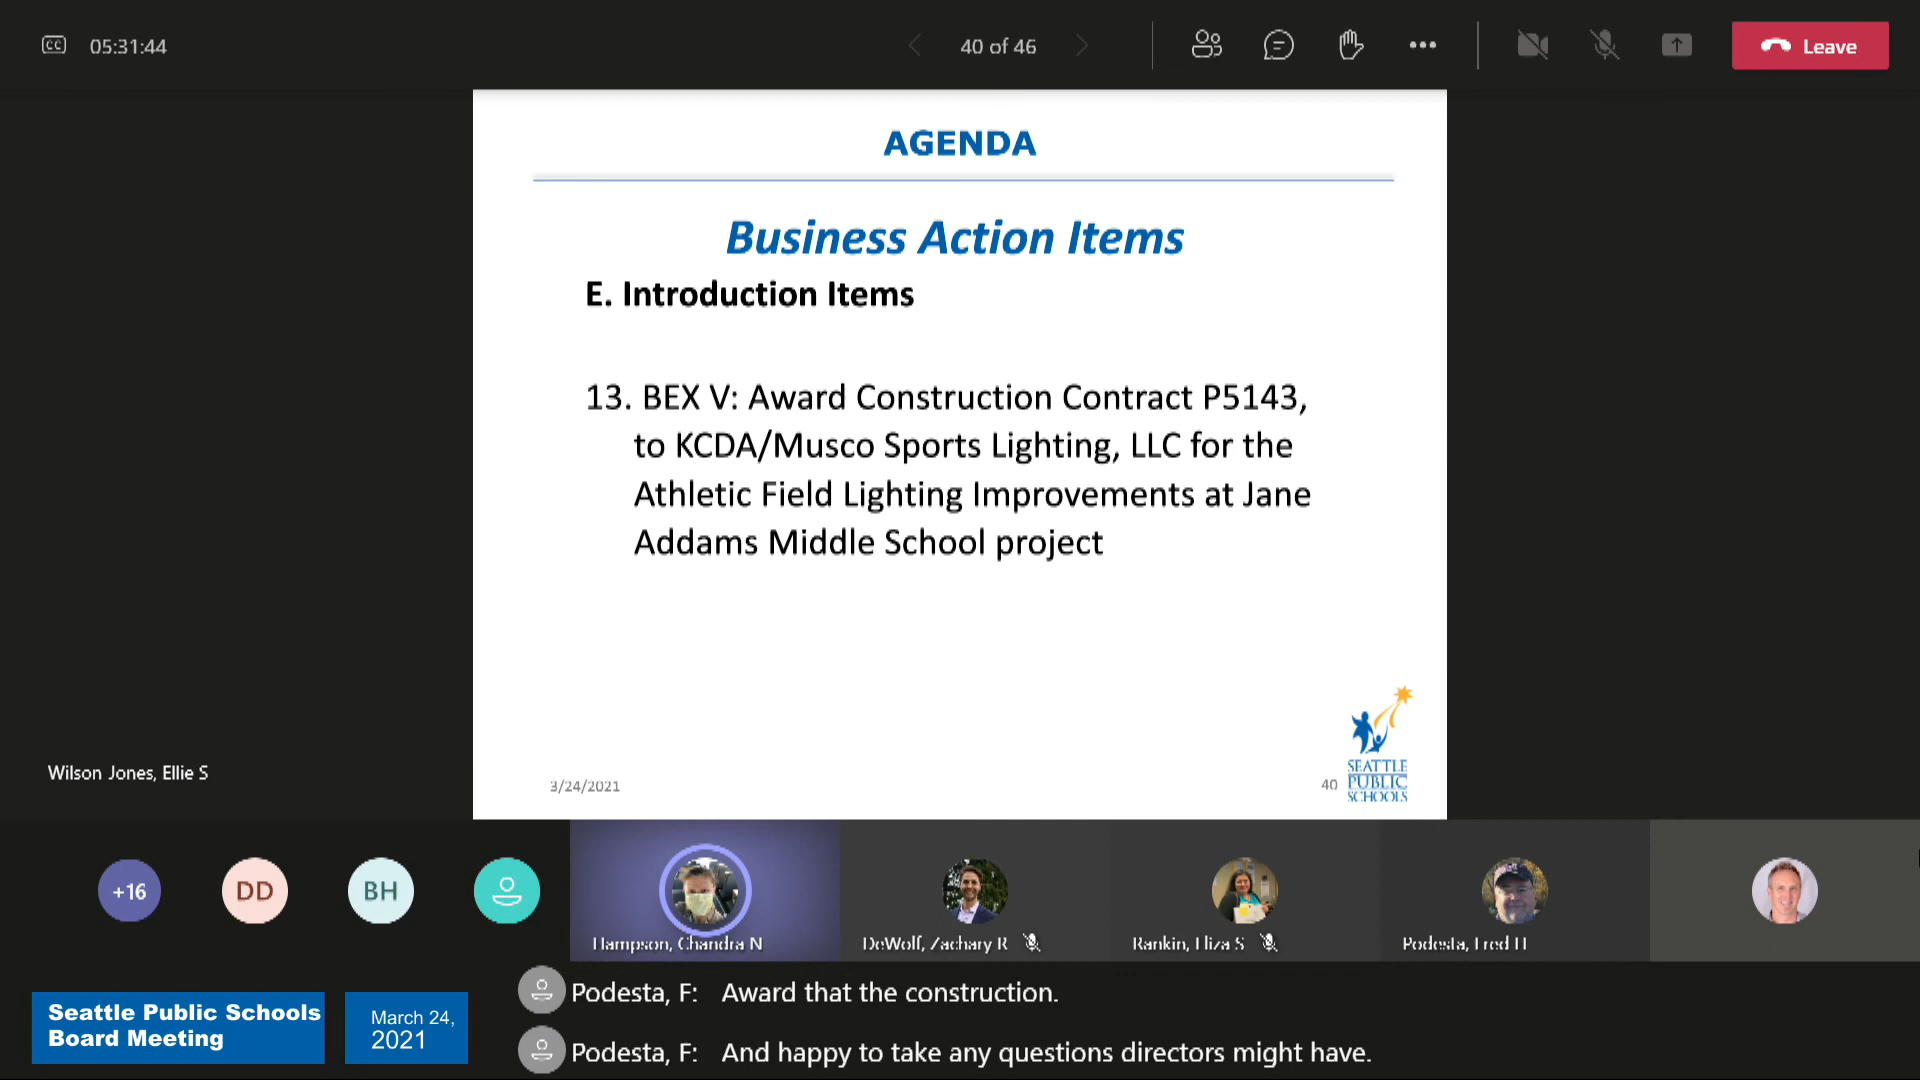 CC 05:31:44
40 of 46
Leave
AGENDA
Business Action Items
E. Introduction Items
13. BEX V: Award Construction Contract P5143,
to KCDA/Musco Sports Lighting, LLC for the
Athletic Field Lighting Improvements at Jane
Addams Middle School project
3/24/2021
40
SEATTLE
PUBLIC
SCHOOLS
Wilson Jones, Ellie S
+16
DD
BH
Hampson, Chandra N
DeWolf, Zachary R
Rankin, Eliza S
Podesta, Fred H
Podesta, F: Award that the construction.
Podesta, F: And happy to take any questions directors might have.
Seattle Public Schools
Board Meeting
March 24,
2021